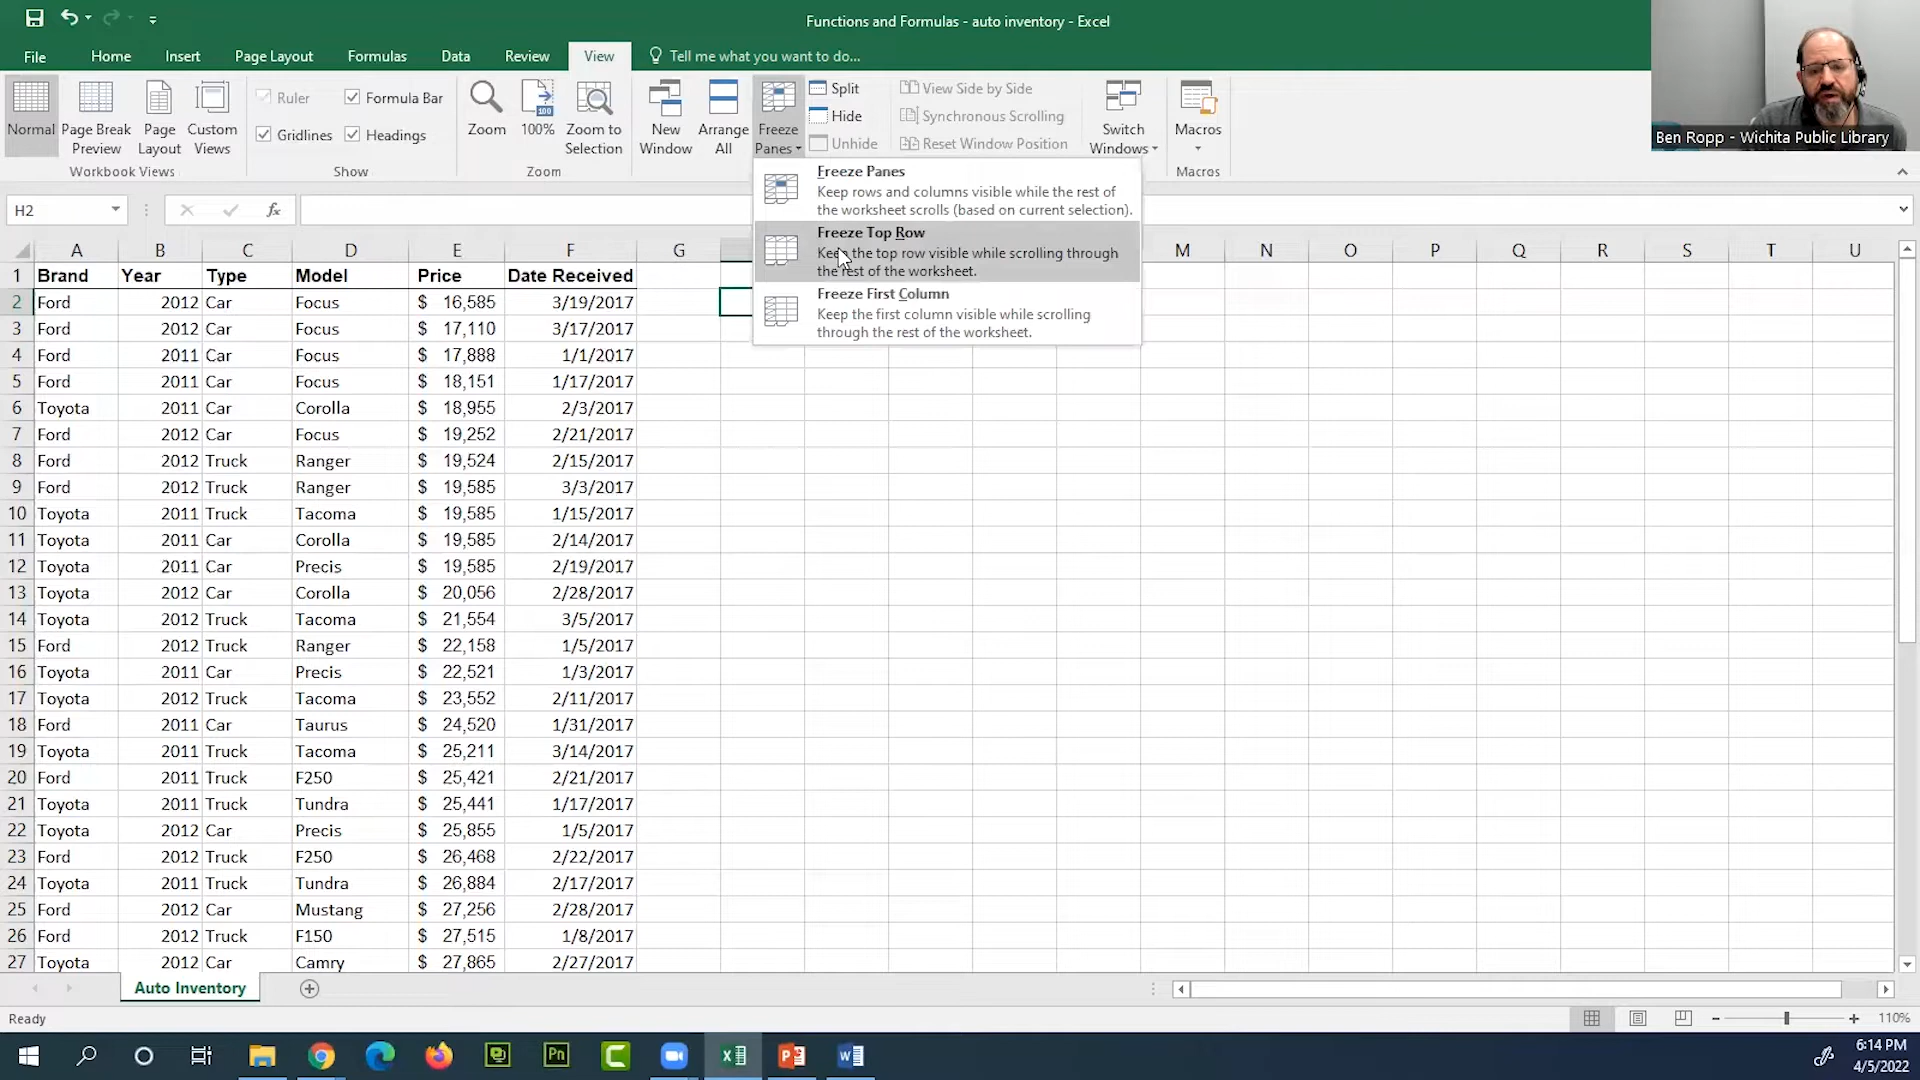 Functions and Formulas - auto inventory - Excel
File Home Insert Page Layout Formulas Data Review View Tell me what you want to do...
Normal
Page Break Preview
Page Layout
Custom Views
Workbook Views
Ruler
Formula Bar
Gridlines
Headings
Show
Zoom
100
100%
Zoom to Selection
Zoom
New Window
Arrange All
Freeze Panes
Split
Hide
Unhide
View Side by Side
Synchronous Scrolling
Reset Window Position
Switch Windows
Macros
Macros
Ben Ropp - Wichita Public Library
Freeze Panes
Keep rows and columns visible while the rest of
the worksheet scrolls (based on current selection).
Freeze Top Row
Keep the top row visible while scrolling through
the rest of the worksheet.
Freeze First Column
Keep the first column visible while scrolling
through the rest of the worksheet.
H2 fx
A B C D E F G M N O P Q R S T U
1 Brand Year Type Model Price Date Received
2 Ford 2012 Car Focus $ 16,585 3/19/2017
3 Ford 2012 Car Focus $ 17,110 3/17/2017
4 Ford 2011 Car Focus $ 17,888 1/1/2017
5 Ford 2011 Car Focus $ 18,151 1/17/2017
6 Toyota 2011 Car Corolla $ 18,955 2/3/2017
7 Ford 2012 Car Focus $ 19,252 2/21/2017
8 Ford 2012 Truck Ranger $ 19,524 2/15/2017
9 Ford 2012 Truck Ranger $ 19,585 3/3/2017
10 Toyota 2011 Truck Tacoma $ 19,585 1/15/2017
11 Toyota 2011 Car Corolla $ 19,585 2/14/2017
12 Toyota 2011 Car Precis $ 19,585 2/19/2017
13 Toyota 2012 Car Corolla $ 20,056 2/28/2017
14 Toyota 2012 Truck Tacoma $ 21,554 3/5/2017
15 Ford 2012 Truck Ranger $ 22,158 1/5/2017
16 Toyota 2011 Car Precis $ 22,521 1/3/2017
17 Toyota 2012 Truck Tacoma $ 23,552 2/11/2017
18 Ford 2011 Car Taurus $ 24,520 1/31/2017
19 Toyota 2011 Truck Tacoma $ 25,211 3/14/2017
20 Ford 2011 Truck F250 $ 25,421 2/21/2017
21 Toyota 2011 Truck Tundra $ 25,441 1/17/2017
22 Toyota 2012 Car Precis $ 25,855 1/5/2017
23 Ford 2012 Truck F250 $ 26,468 2/22/2017
24 Toyota 2011 Truck Tundra $ 26,884 2/17/2017
25 Ford 2012 Car Mustang $ 27,256 2/28/2017
26 Ford 2012 Truck F150 $ 27,515 1/8/2017
27 Toyota 2012 Car Camry $ 27,865 2/27/2017
Auto Inventory
Ready
110%
Pn
6:14 PM
4/5/2022